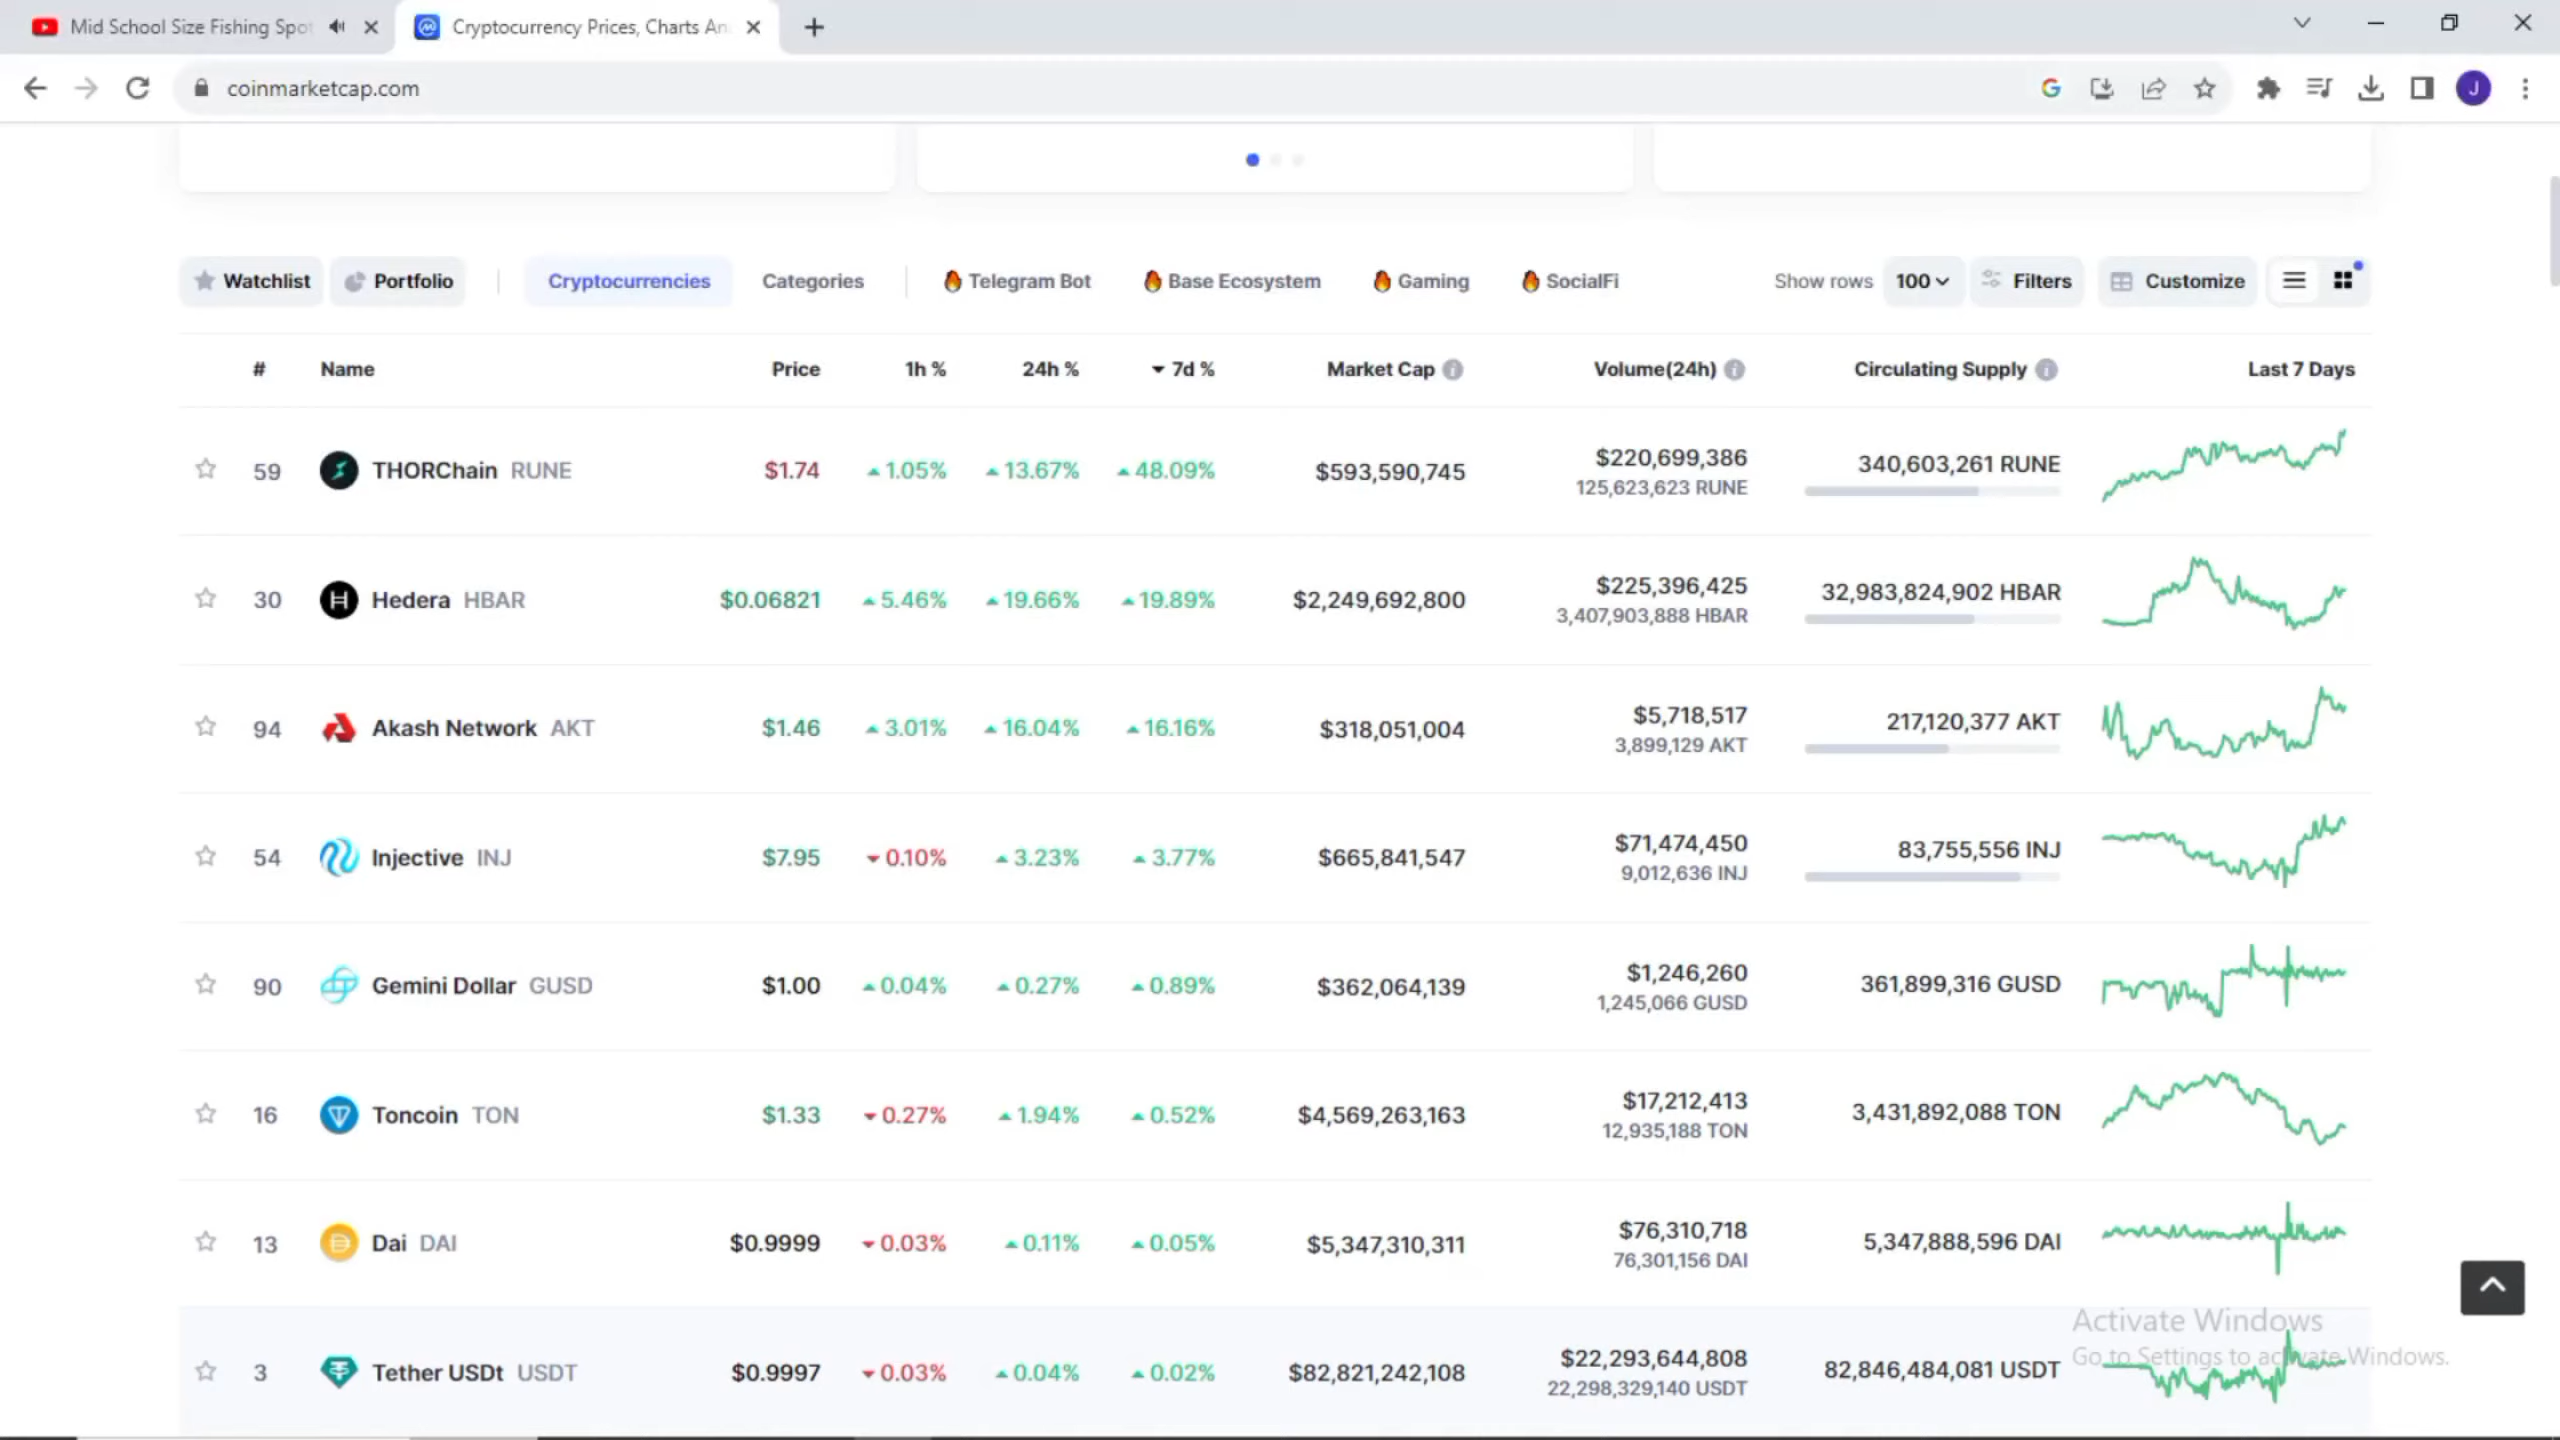 Mid School Size Fishing Spot
Cryptocurrency Prices, Charts An
coinmarketcap.com
J
Watchlist Portfolio Cryptocurrencies Categories Telegram Bot Base Ecosystem Gaming SocialFi Show rows 100 Filters Customize
# Name Price 1h % 24h % 7d % Market Cap Volume(24h) Circulating Supply Last 7 Days
59 THORChain RUNE $1.74 1.05% 13.67% 48.09% $593,590,745 $220,699,386 340,603,261 RUNE
125,623,623 RUNE
30 Hedera HBAR $0.06821 5.46% 19.66% 19.89% $2,249,692,800 $225,396,425 32,983,824,902 HBAR
3,407,903,888 HBAR
94 Akash Network AKT $1.46 3.01% 16.04% 16.16% $318,051,004 $5,718,517 217,120,377 AKT
3,899,129 AKT
54 Injective INJ $7.95 0.10% 3.23% 3.77% $665,841,547 $71,474,450 83,755,556 INJ
9,012,636 INJ
90 Gemini Dollar GUSD $1.00 0.04% 0.27% 0.89% $362,064,139 $1,246,260 361,899,316 GUSD
1,245,066 GUSD
16 Toncoin TON $1.33 0.27% 1.94% 0.52% $4,569,263,163 $17,212,413 3,431,892,088 TON
12,935,188 TON
13 Dai DAI $0.9999 0.03% 0.11% 0.05% $5,347,310,311 $76,310,718 5,347,888,596 DAI
76,301,156 DAI
3 Tether USDt USDT $0.9997 0.03% 0.04% 0.02% $82,821,242,108 $22,293,644,808 82,846,484,081 USDT
22,298,329,140 USDT
Activate Windows
Go to Settings to activate Windows.